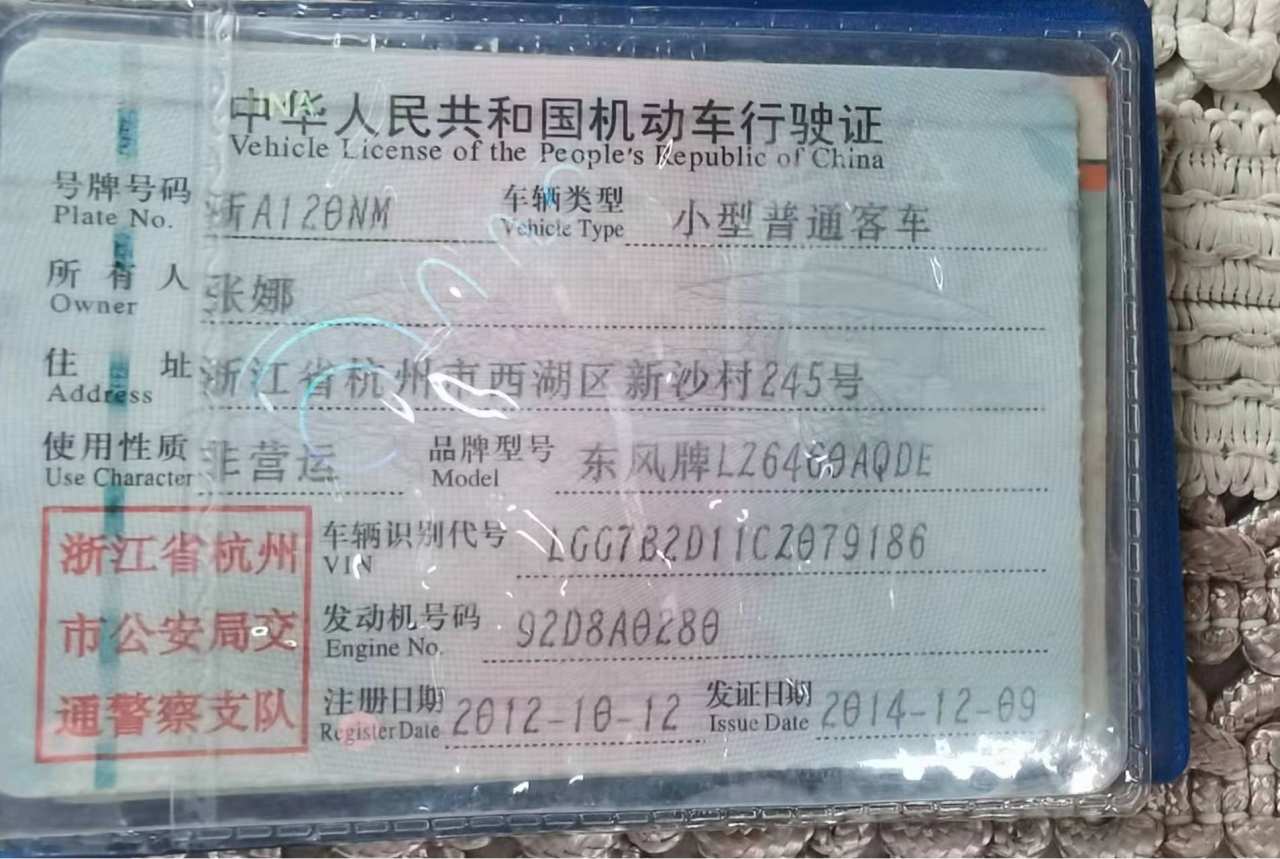 中华人民共和国机动车行驶证
Vehicle License of the People's Republic of China
号牌号码 浙A120NM 车辆类型 小型普通客车
Plate No. Vehicle Type
所有人 张娜
Owner
住址 浙江省杭州市西湖区新沙村245号
Address
使用性质 非营运 品牌型号 东风牌LZ6460AQDE
Use Character Model
浙江省杭州
市公安局交
通警察支队
车辆识别代号 LGG7B2D11CZ079186
VIN
发动机号码 92D8A0280
Engine No.
注册日期 2012-10-12 发证日期 2014-12-09
Register Date Issue Date